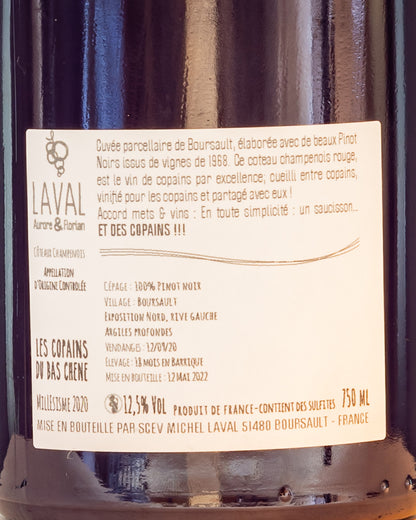 Cuvée parcellaire de Boursault, élaborée avec de beaux Pinot
Noirs issus de vignes de 1968. Ce coteau champenois rouge,
est le vin de copains par excellence; cueilli entre copains,
vinifié pour les copains et partagé avec eux !
Accord mets & vins : En toute simplicité : un saucisson...
ET DES COPAINS !!!
LAVAL
Aurore & Florian
CÔTEAUX CHAMPENOIS
APPELLATION
D'ORIGINE CONTRÔLÉE
LES COPAINS
DU BAS CHÊNE
MILLÉSIME 2020
CÉPAGE : 100% PINOT NOIR
VILLAGE : BOURSAULT
EXPOSITION NORD, RIVE GAUCHE
ARGILES PROFONDES
VENDANGES : 12/09/20
ELEVAGE : 18 MOIS EN BARRIQUE
MISE EN BOUTEILLE : 12 MAI 2022
12,5% VOL PRODUIT DE FRANCE-CONTIENT DES SULFITES 750 ML
MISE EN BOUTEILLE PAR SCEV MICHEL LAVAL 51480 BOURSAULT - FRANCE